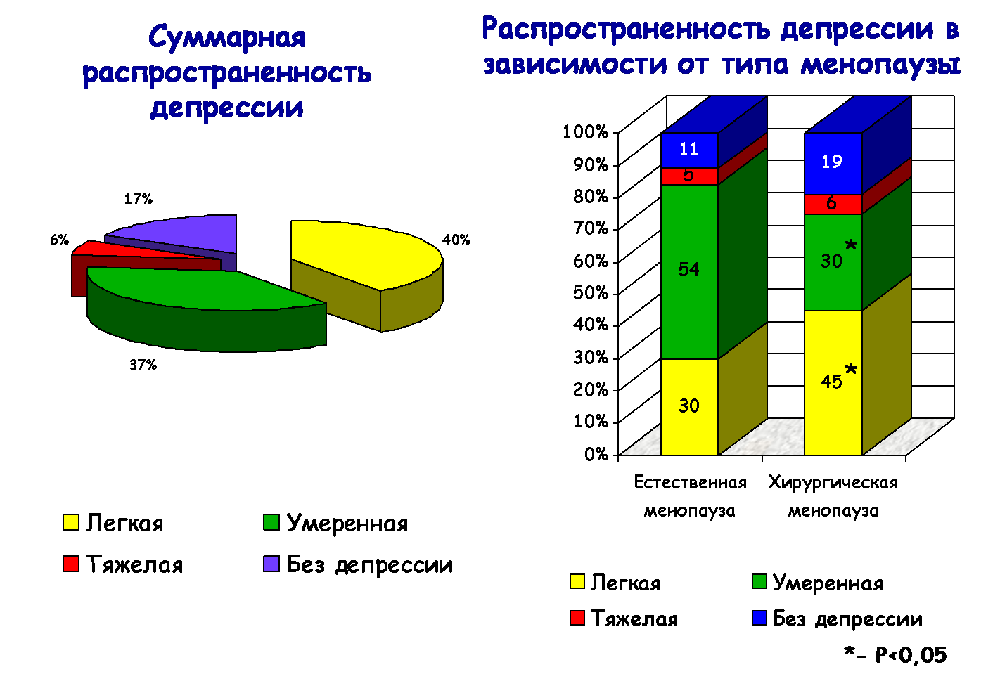 Суммарная
распространенность
депрессии
17%
6%
40%
37%
Легкая
Умеренная
Тяжелая
Без депрессии
Распространенность депрессии в
зависимости от типа менопаузы
100%
90%
80%
70%
60%
50%
40%
30%
20%
10%
0%
11
5
54
30
19
6
30 *
45 *
Естественная
менопауза
Хирургическая
менопауза
Легкая
Умеренная
Тяжелая
Без депрессии
*- P<0,05